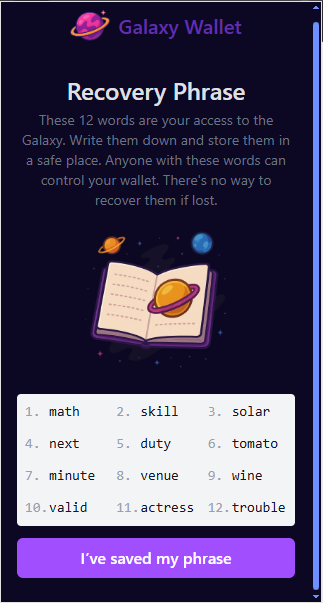 Galaxy Wallet
Recovery Phrase
These 12 words are your access to the
Galaxy. Write them down and store them in
a safe place. Anyone with these words can
control your wallet. There's no way to
recover them if lost.
1. math 2. skill 3. solar
4. next 5. duty 6. tomato
7. minute 8. venue 9. wine
10.valid 11.actress 12.trouble
I've saved my phrase